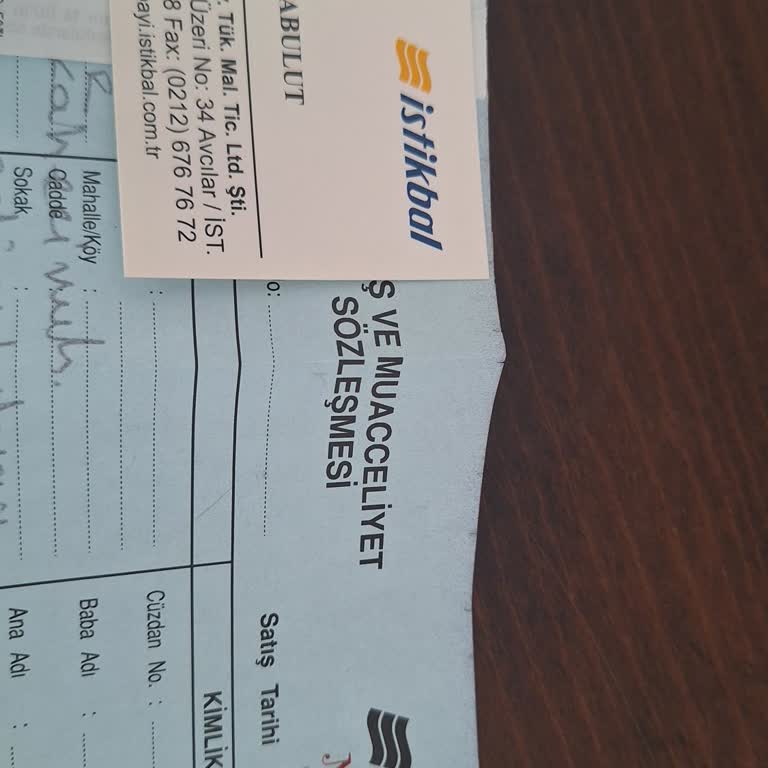 istikbal
ABULUT
. Tük. Mal. Tic. Ltd. Şti.
Üzeri No: 34 Avcılar / İST.
8 Fax: (0212) 676 76 72
bayi.istikbal.com.tr
Ş VE MUACCELİYET
SÖZLEŞMESİ
o: Satış Tarihi
KİMLİK
: Cüzdan No. :
Mahalle/Köy : Baba Adı :
Cadde :
Sokak : Ana Adı :